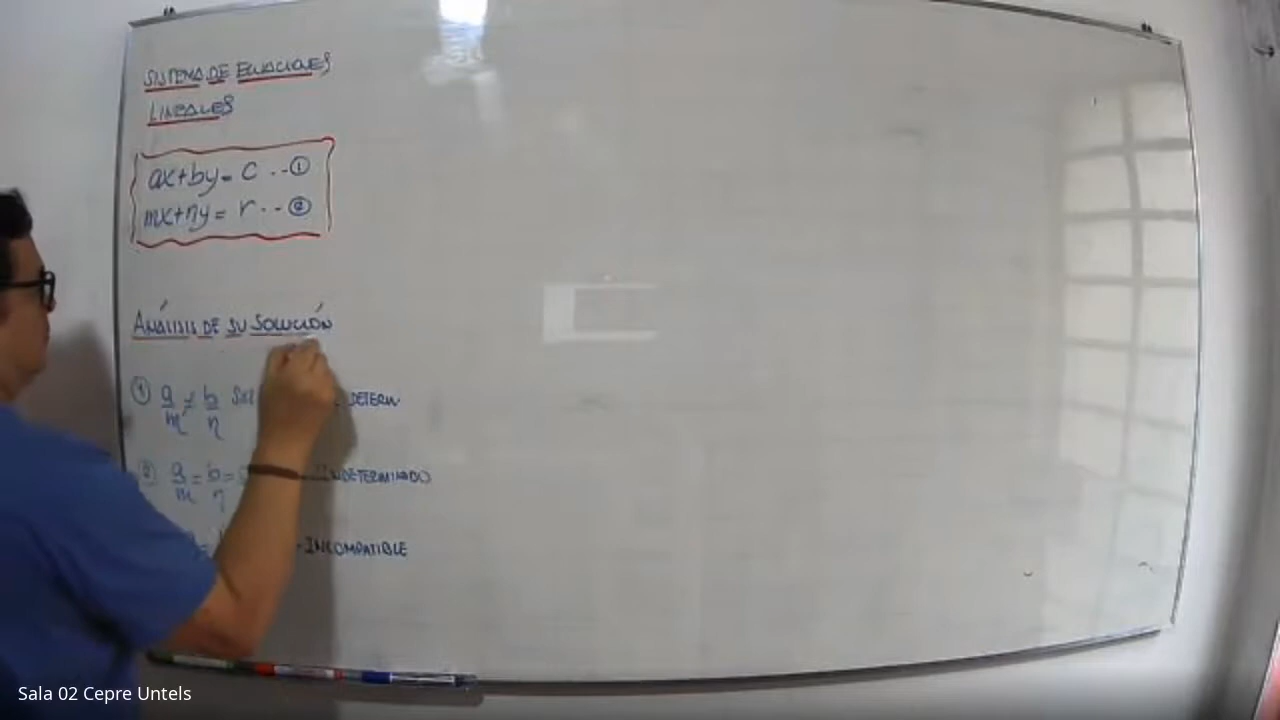 SISTEMA DE ECUACIONES
LINEALES
ax+by= c ..①
mx+ny= r ..②
ANÁLISIS DE SU SOLUCIÓN
① a/m ≠ b/n DETERM.
② a/m = b/n = INDETERMINADO
= INCOMPATIBLE
Sala 02 Cepre Untels